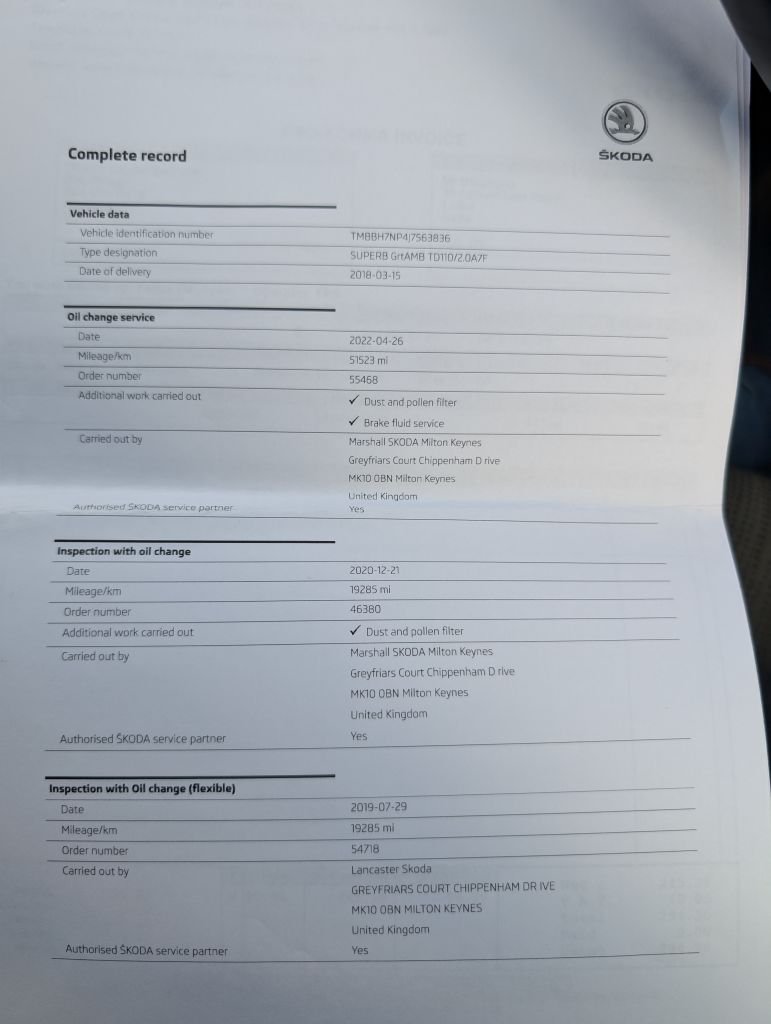 ŠKODA
Complete record
Vehicle data
Vehicle identification number TMBBH7NP4J7563836
Type designation SUPERB GrtAMB TD110/2.0A7F
Date of delivery 2018-03-15
Oil change service
Date 2022-04-26
Mileage/km 51523 mi
Order number 55468
Additional work carried out ✓ Dust and pollen filter
✓ Brake fluid service
Carried out by Marshall SKODA Milton Keynes
Greyfriars Court Chippenham D rive
MK10 0BN Milton Keynes
United Kingdom
Authorised ŠKODA service partner Yes
Inspection with oil change
Date 2020-12-21
Mileage/km 19285 mi
Order number 46380
Additional work carried out ✓ Dust and pollen filter
Carried out by Marshall SKODA Milton Keynes
Greyfriars Court Chippenham D rive
MK10 0BN Milton Keynes
United Kingdom
Authorised ŠKODA service partner Yes
Inspection with Oil change (flexible)
Date 2019-07-29
Mileage/km 19285 mi
Order number 54718
Carried out by Lancaster Skoda
GREYFRIARS COURT CHIPPENHAM DR IVE
MK10 0BN MILTON KEYNES
United Kingdom
Authorised ŠKODA service partner Yes